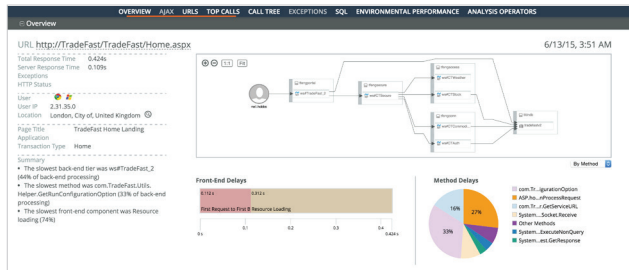 OVERVIEW AJAX URLS TOP CALLS CALL TREE EXCEPTIONS SQL ENVIRONMENTAL PERFORMANCE ANALYSIS OPERATORS
Overview
URL http://TradeFast/TradeFast/Home.aspx
6/13/15, 3:51 AM
Total Response Time 0.424s
Server Response Time 0.109s
Exceptions
HTTP Status
User
User IP 2.31.35.0
Location London, City of, United Kingdom
Page Title TradeFast Home Landing
Application
Transaction Type Home
Summary
• The slowest back-end tier was ws#TradeFast_2
(44% of back-end processing)
• The slowest method was com.TradeFast.Utils.
Helper.GetRunConfigurationOption (33% of back-end
processing)
• The slowest front-end component was Resource
loading (74%)
1:1 Fit
By Method
Front-End Delays
0.112 s 0.312 s
First Request to First B Resource Loading
0 s 0.1 0.2 0.3 0.4
0.424 s
Method Delays
16%
27%
33%
com.Tr...igurationOption
ASP.ho...nProcessRequest
com.Tr...r.GetServiceURL
System...Socket.Receive
Other Methods
System...ExecuteNonQuery
System...est.GetResponse